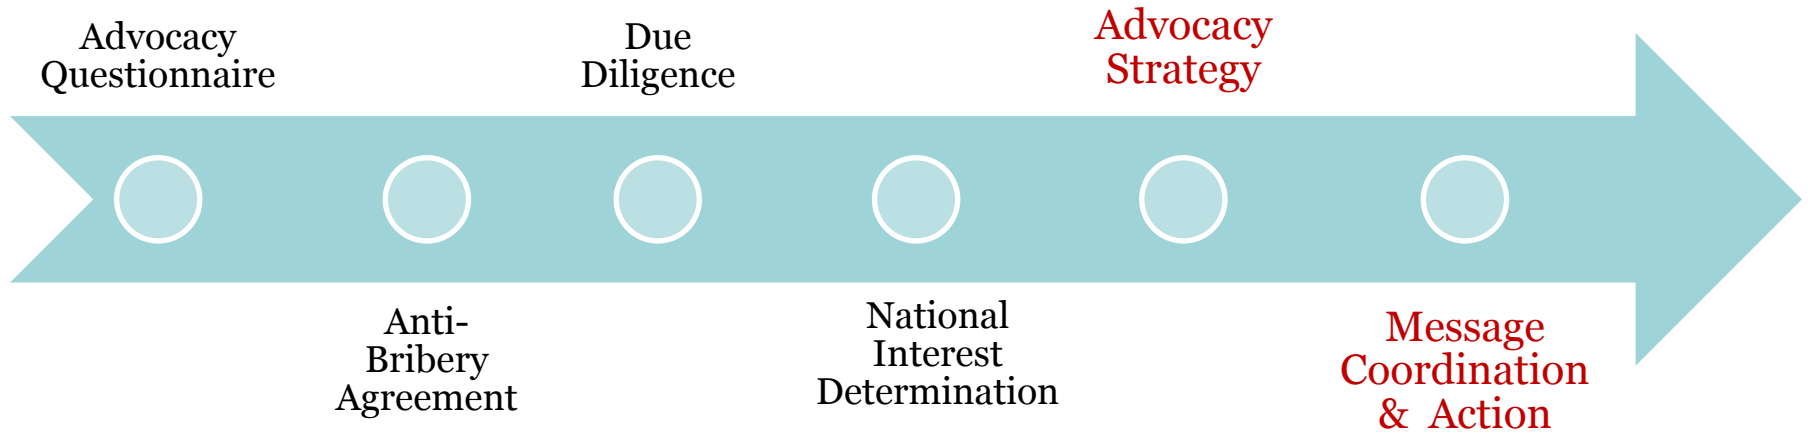 Advocacy
Questionnaire
Anti-
Bribery
Agreement
Due
Diligence
National
Interest
Determination
Advocacy
Strategy
Message
Coordination
& Action